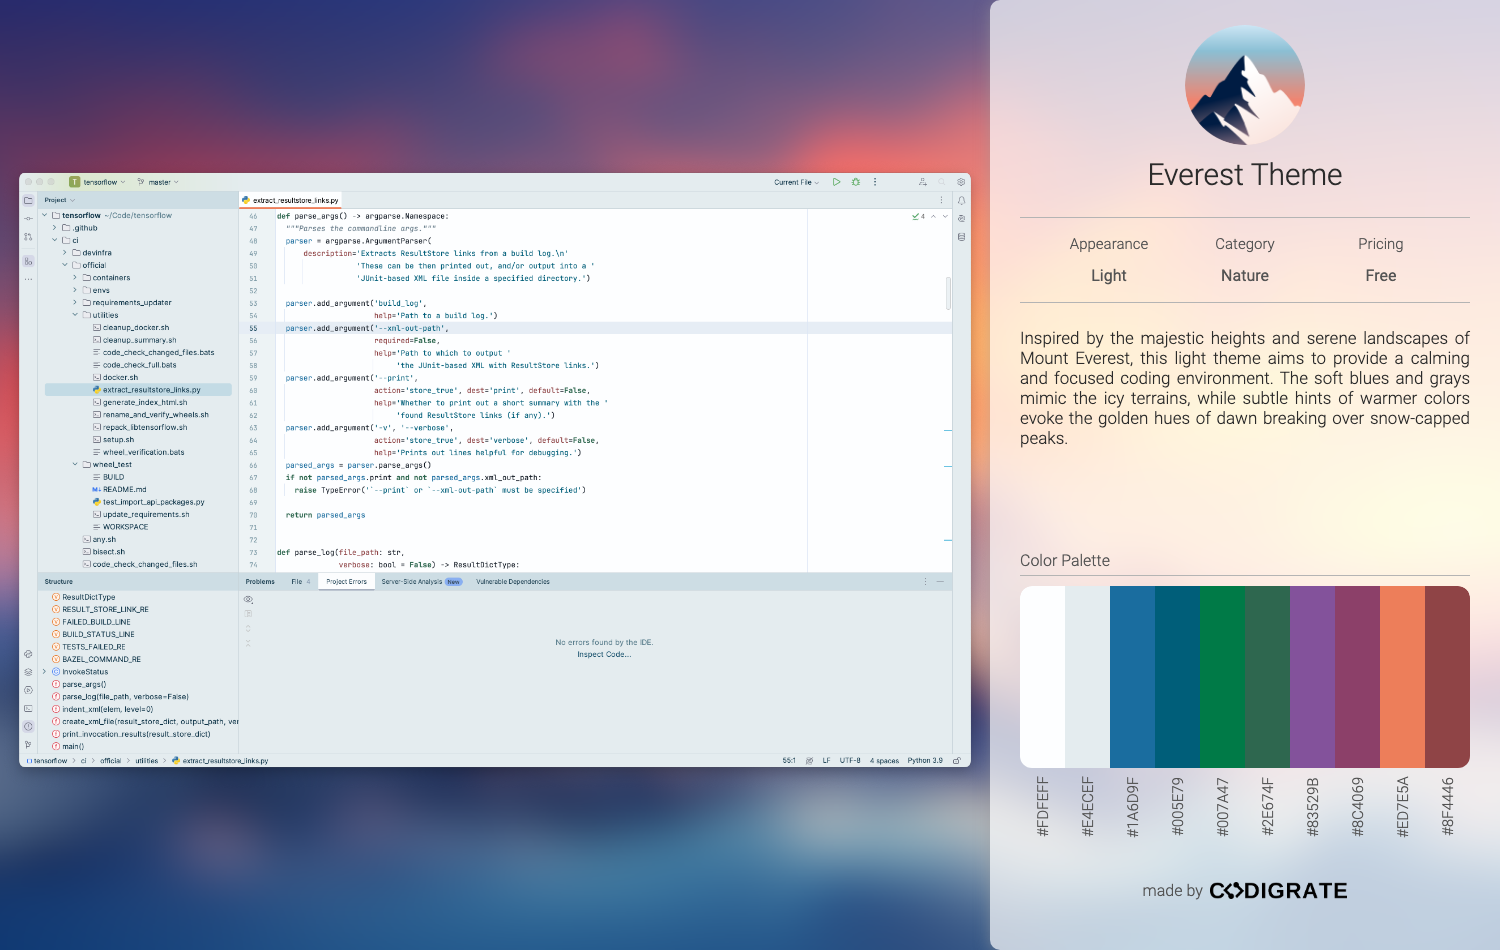 T tensorflow
master
Current File
Project
extract_resultstore_links.py
tensorflow ~/Code/tensorflow
.github
ci
devinfra
official
containers
envs
requirements_updater
utilities
cleanup_docker.sh
cleanup_summary.sh
code_check_changed_files.bats
code_check_full.bats
docker.sh
extract_resultstore_links.py
generate_index_html.sh
rename_and_verify_wheels.sh
repack_libtensorflow.sh
setup.sh
wheel_verification.bats
wheel_test
BUILD
README.md
test_import_api_packages.py
update_requirements.sh
WORKSPACE
any.sh
bisect.sh
code_check_changed_files.sh
46 def parse_args() -> argparse.Namespace:
47 """Parses the commandline args."""
48 parser = argparse.ArgumentParser(
49 description='Extracts ResultStore links from a build log.\n'
50 'These can be then printed out, and/or output into a '
51 'JUnit-based XML file inside a specified directory.')
52
53 parser.add_argument('build_log',
54 help='Path to a build log.')
55 parser.add_argument('--xml-out-path',
56 required=False,
57 help='Path to which to output '
58 'the JUnit-based XML with ResultStore links.')
59 parser.add_argument('--print',
60 action='store_true', dest='print', default=False,
61 help='Whether to print out a short summary with the '
62 'found ResultStore links (if any).')
63 parser.add_argument('-v', '--verbose',
64 action='store_true', dest='verbose', default=False,
65 help='Prints out lines helpful for debugging.')
66 parsed_args = parser.parse_args()
67 if not parsed_args.print and not parsed_args.xml_out_path:
68 raise TypeError('`--print` or `--xml-out-path` must be specified')
69
70 return parsed_args
71
72
73 def parse_log(file_path: str,
74 verbose: bool = False) -> ResultDictType:
4
Structure
ResultDictType
RESULT_STORE_LINK_RE
FAILED_BUILD_LINE
BUILD_STATUS_LINE
TESTS_FAILED_RE
BAZEL_COMMAND_RE
InvokeStatus
parse_args()
parse_log(file_path, verbose=False)
indent_xml(elem, level=0)
create_xml_file(result_store_dict, output_path, ver
print_invocation_results(result_store_dict)
main()
Problems File 4 Project Errors Server-Side Analysis New Vulnerable Dependencies
No errors found by the IDE.
Inspect Code...
tensorflow > ci > official > utilities > extract_resultstore_links.py
55:1 LF UTF-8 4 spaces Python 3.9
Everest Theme
Appearance Category Pricing
Light Nature Free
Inspired by the majestic heights and serene landscapes of
Mount Everest, this light theme aims to provide a calming
and focused coding environment. The soft blues and grays
mimic the icy terrains, while subtle hints of warmer colors
evoke the golden hues of dawn breaking over snow-capped
peaks.
Color Palette
#FDFEFF
#E4ECEF
#1A6D9F
#005E79
#007A47
#2E674F
#83529B
#8C4069
#ED7E5A
#8F4446
made by CODIGRATE